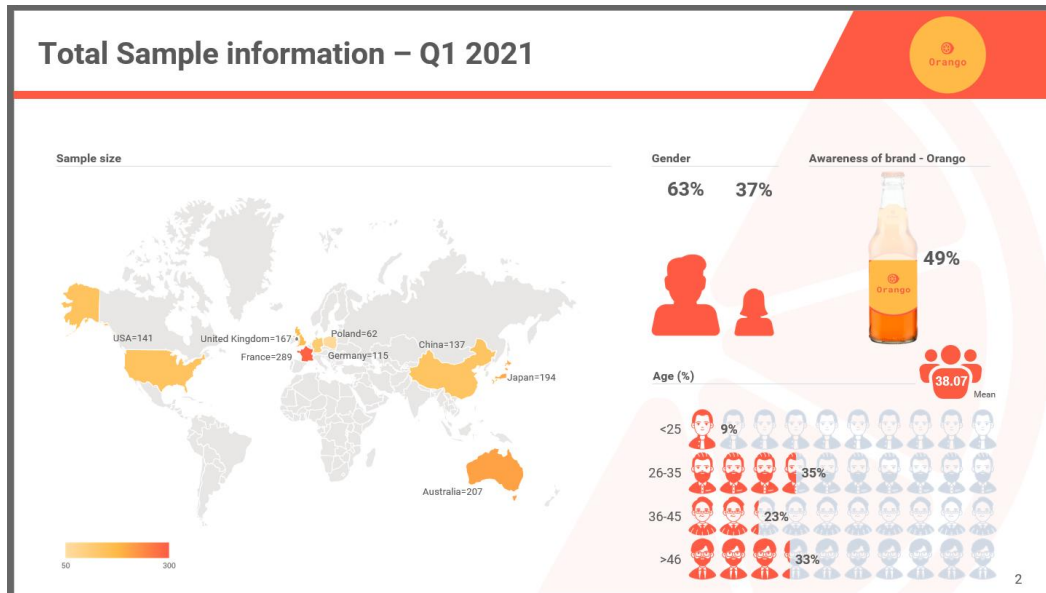 Total Sample information – Q1 2021
Orango
Sample size
USA=141
United Kingdom=167
France=289
Poland=62
Germany=115
China=137
Japan=194
Australia=207
50
300
Gender
63% 37%
Awareness of brand - Orango
49%
Orango
Age (%)
38.07
Mean
<25 9%
26-35 35%
36-45 23%
>46 33%
2